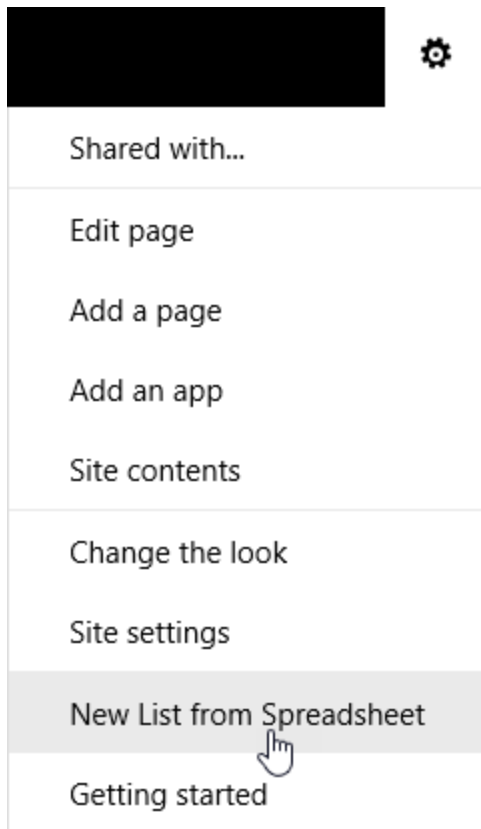 Shared with...
Edit page
Add a page
Add an app
Site contents
Change the look
Site settings
New List from Spreadsheet
Getting started